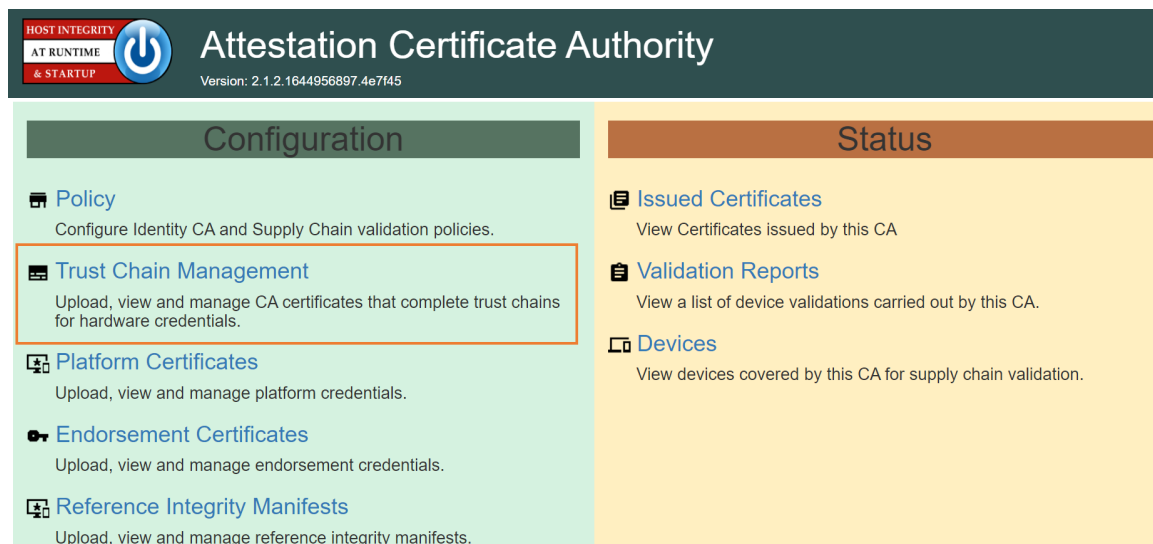 HOST INTEGRITY
AT RUNTIME
& STARTUP
Attestation Certificate Authority
Version: 2.1.2.1644956897.4e7f45
Configuration
Policy
Configure Identity CA and Supply Chain validation policies.
Trust Chain Management
Upload, view and manage CA certificates that complete trust chains
for hardware credentials.
Platform Certificates
Upload, view and manage platform credentials.
Endorsement Certificates
Upload, view and manage endorsement credentials.
Reference Integrity Manifests
Upload, view and manage reference integrity manifests.
Status
Issued Certificates
View Certificates issued by this CA
Validation Reports
View a list of device validations carried out by this CA.
Devices
View devices covered by this CA for supply chain validation.